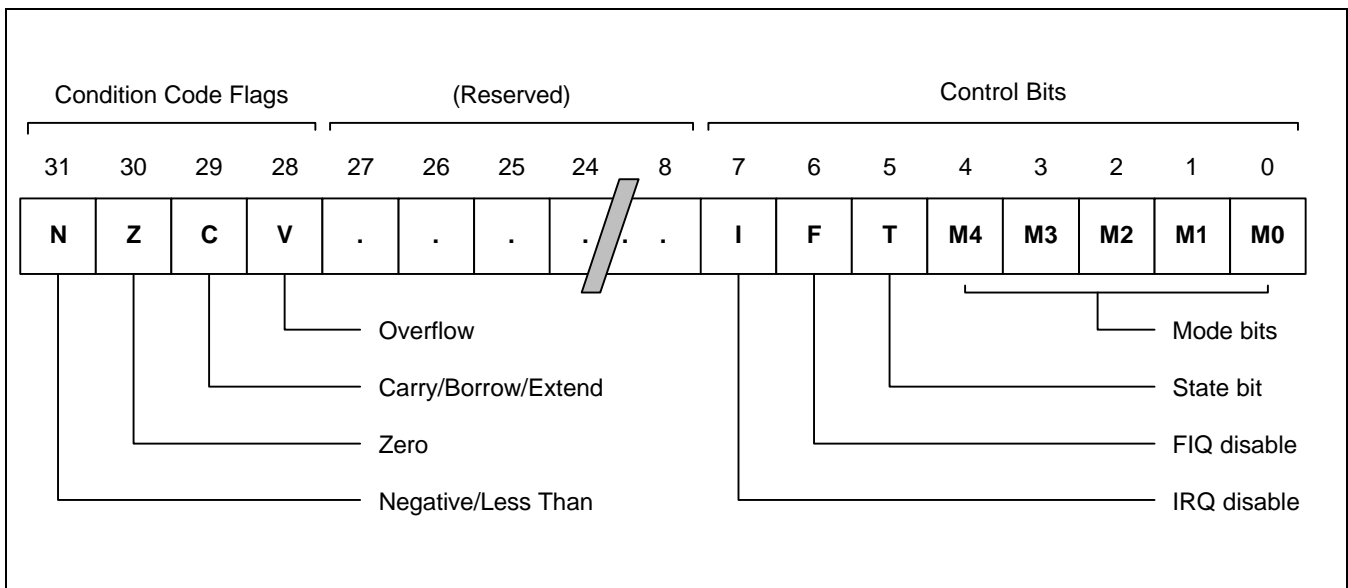 Condition Code Flags (Reserved) Control Bits
31 30 29 28 27 26 25 24 8 7 6 5 4 3 2 1 0
N Z C V . . . . . . I F T M4 M3 M2 M1 M0
Overflow Mode bits
Carry/Borrow/Extend State bit
Zero FIQ disable
Negative/Less Than IRQ disable